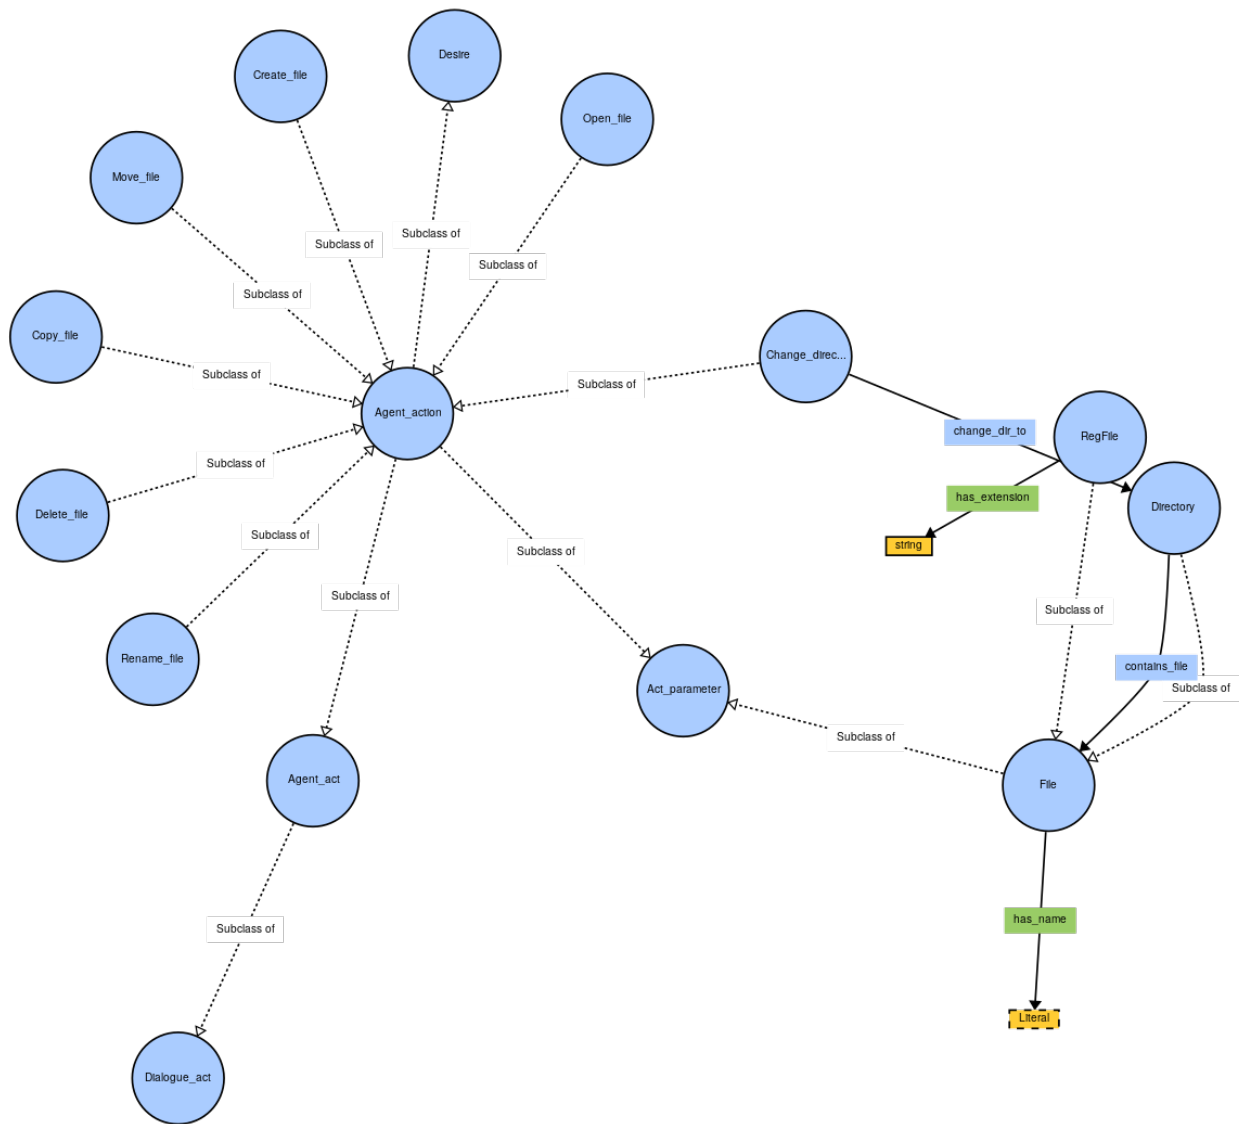 Desire
Create_file
Open_file
Move_file
Subclass of
Subclass of
Subclass of
Subclass of
Copy_file
Change_direc...
Subclass of
Subclass of
Agent_action
change_dir_to
RegFile
Subclass of
has_extension
Directory
Delete_file
string
Subclass of
Subclass of
Subclass of
Subclass of
Rename_file
contains_file
Subclass of
Act_parameter
Subclass of
Agent_act
File
has_name
Subclass of
Literal
Dialogue_act